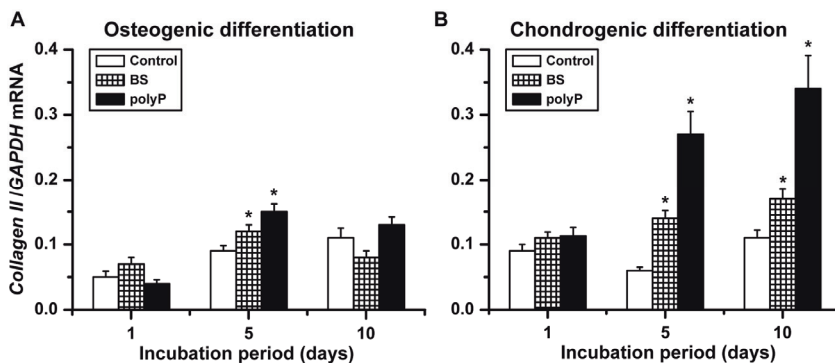 A
Osteogenic differentiation
Collagen II/GAPDH mRNA
0.4
0.3
0.2
0.1
0.0
Control
BS
polyP
*
*
1
5
10
Incubation period (days)
B
Chondrogenic differentiation
0.4
0.3
0.2
0.1
0.0
Control
BS
polyP
*
*
*
*
1
5
10
Incubation period (days)